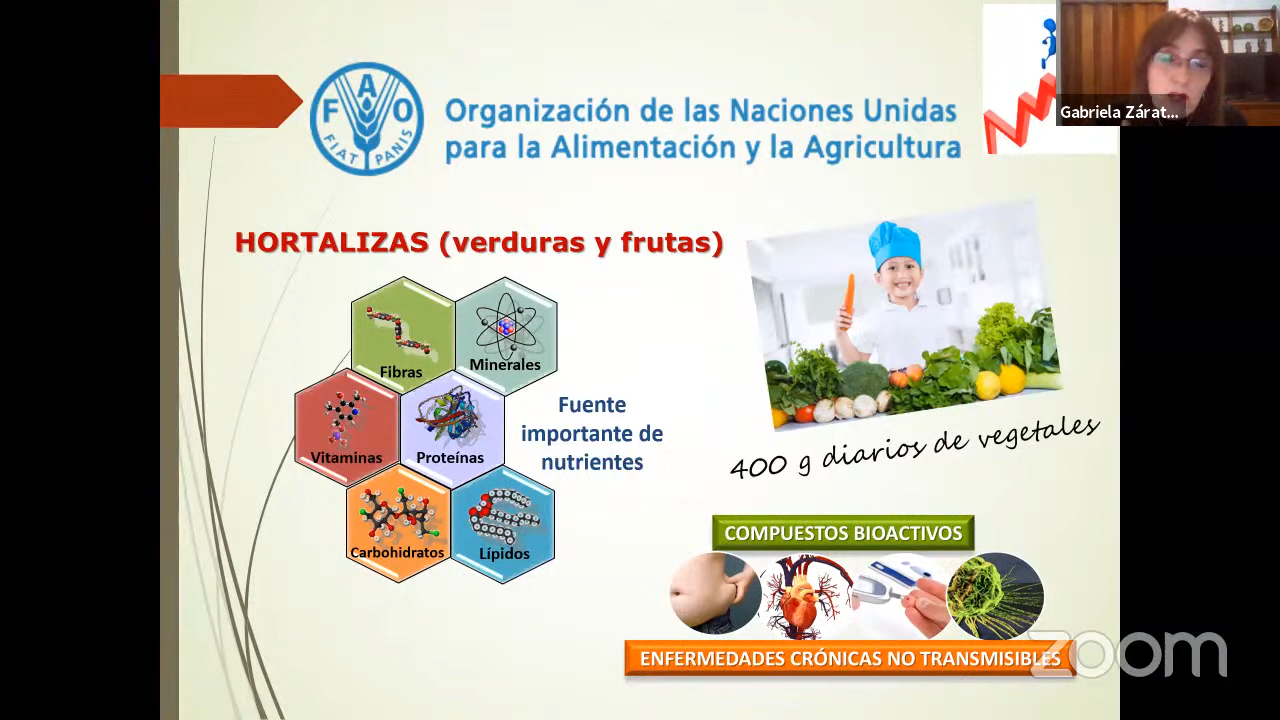 FAO
FIAT PANIS
Organización de las Naciones Unidas
para la Alimentación y la Agricultura
Gabriela Zárat...
HORTALIZAS (verduras y frutas)
Fibras
Minerales
Vitaminas
Proteínas
Carbohidratos
Lípidos
Fuente
importante de
nutrientes
400 g diarios de vegetales
COMPUESTOS BIOACTIVOS
ENFERMEDADES CRÓNICAS NO TRANSMISIBLES
zoom